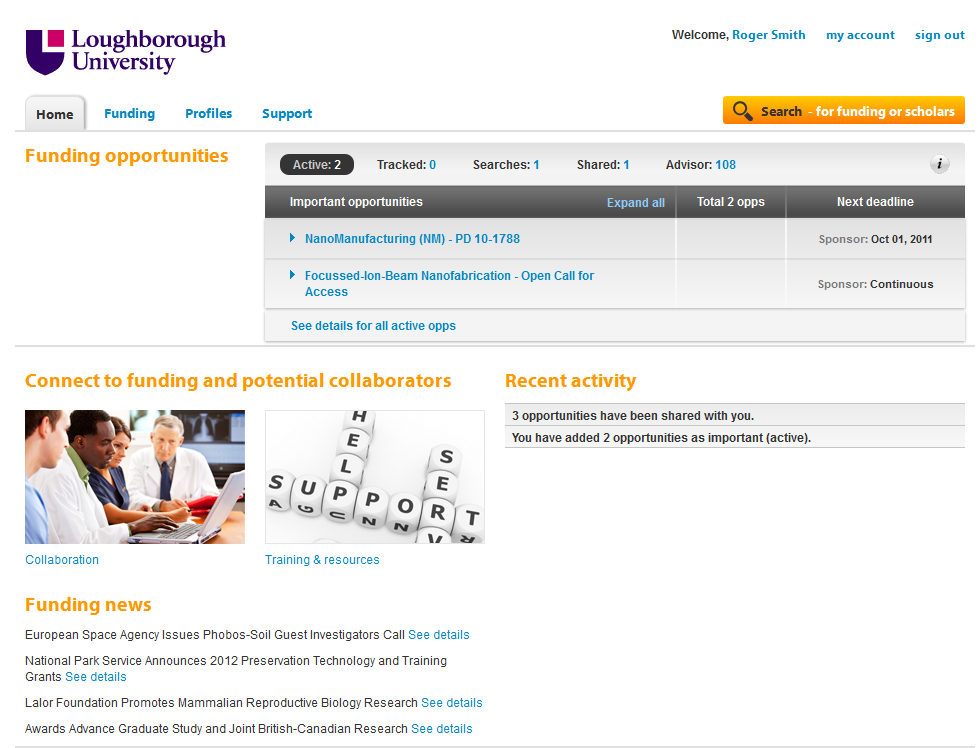 Loughborough
University
Welcome, Roger Smith my account sign out
Home Funding Profiles Support
Search - for funding or scholars
Funding opportunities
Active: 2 Tracked: 0 Searches: 1 Shared: 1 Advisor: 108 i
Important opportunities Expand all Total 2 opps Next deadline
NanoManufacturing (NM) - PD 10-1788 Sponsor: Oct 01, 2011
Focussed-Ion-Beam Nanofabrication - Open Call for
Access Sponsor: Continuous
See details for all active opps
Connect to funding and potential collaborators
Recent activity
3 opportunities have been shared with you.
You have added 2 opportunities as important (active).
HELP
SUPPORT
SERV
Collaboration
Training & resources
Funding news
European Space Agency Issues Phobos-Soil Guest Investigators Call See details
National Park Service Announces 2012 Preservation Technology and Training
Grants See details
Lalor Foundation Promotes Mammalian Reproductive Biology Research See details
Awards Advance Graduate Study and Joint British-Canadian Research See details